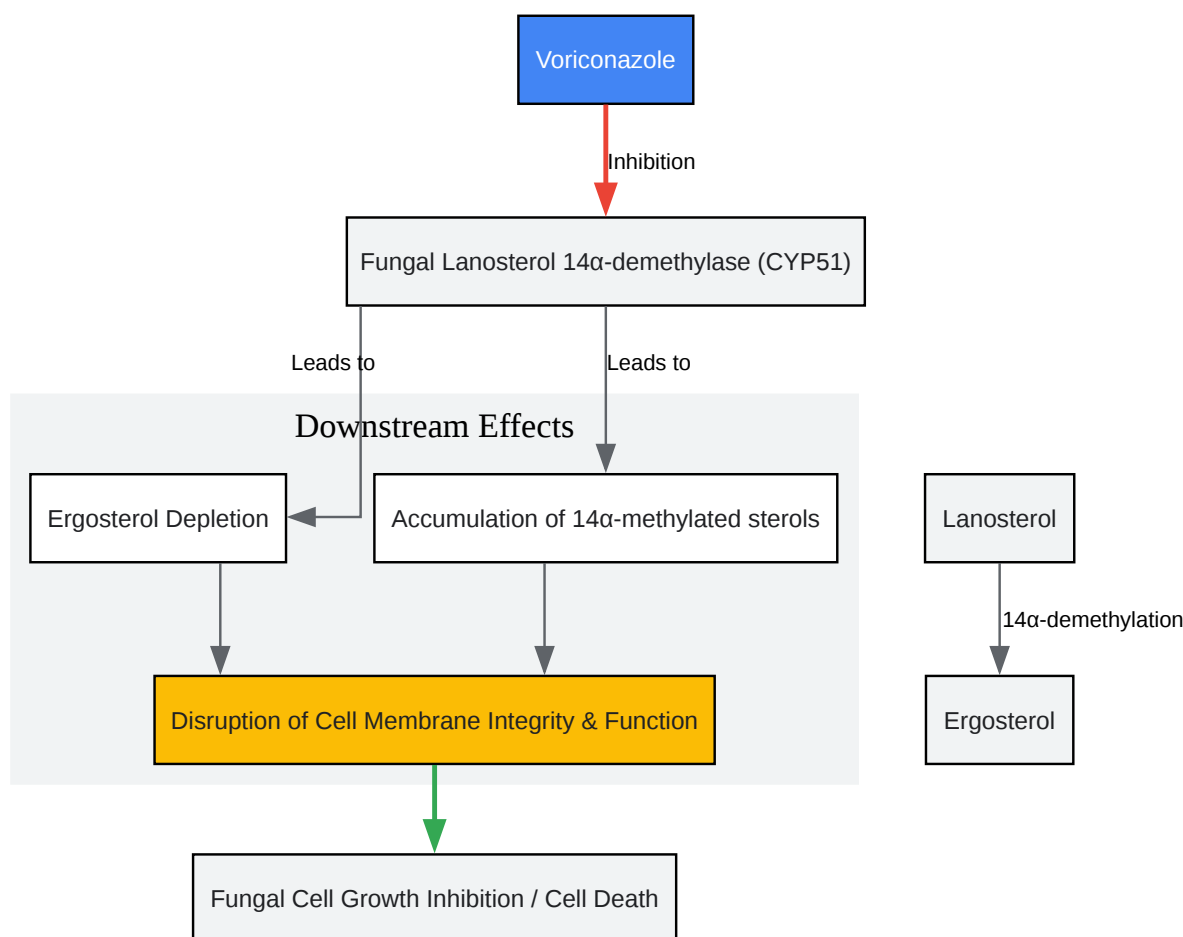 Voriconazole
Inhibition
Fungal Lanosterol 14α-demethylase (CYP51)
Leads to
Leads to
Downstream Effects
Ergosterol Depletion
Accumulation of 14α-methylated sterols
Lanosterol
14α-demethylation
Disruption of Cell Membrane Integrity & Function
Ergosterol
Fungal Cell Growth Inhibition / Cell Death